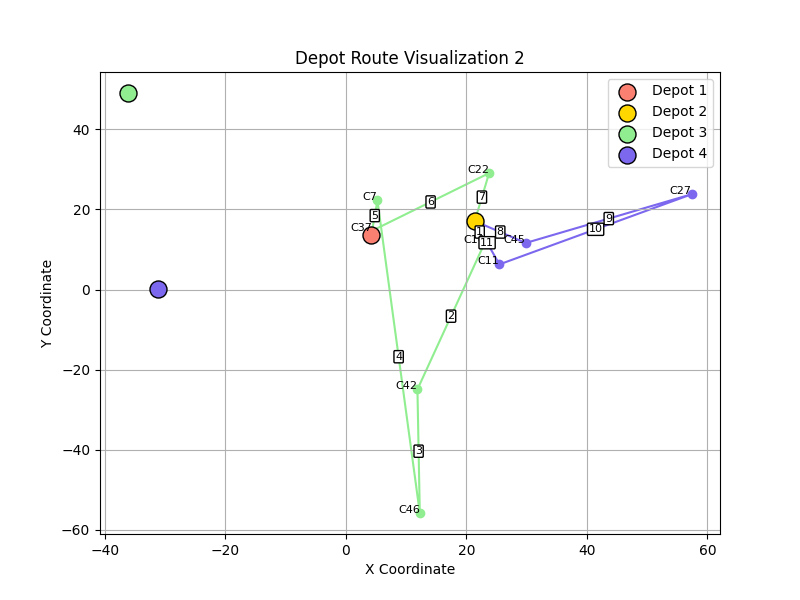 Depot Route Visualization 2
Depot 1
Depot 2
Depot 3
Depot 4
Y Coordinate
40
20
0
−20
−40
−60
C22
7
6
C7
5
C37
C27
9
10
8
1
C45
11
C11
2
4
C42
3
C46
−40
−20
0
20
40
60
X Coordinate